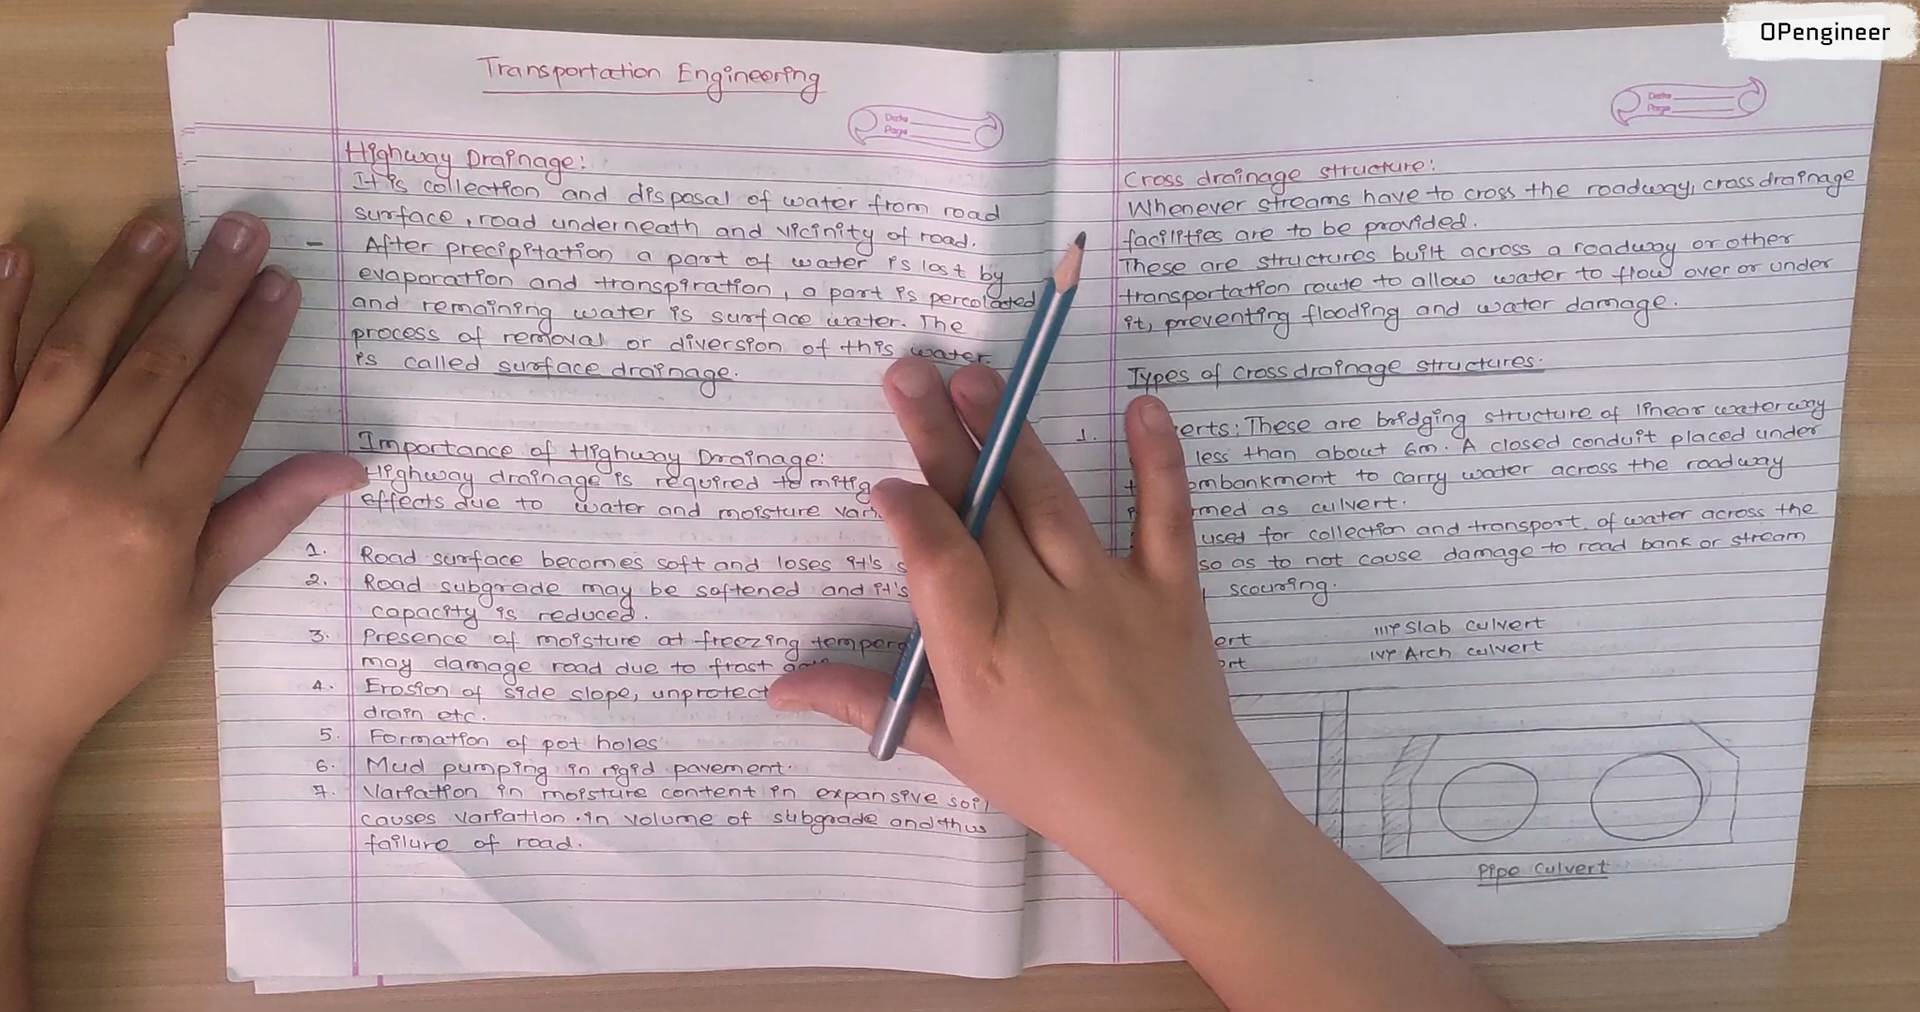 OPengineer
Transportation Engineering
Date
Page
Highway Drainage:
It is collection and disposal of water from road
surface, road underneath and vicinity of road.
- After precipitation a part of water is lost by
evaporation and transpiration, a part is percolated
and remaining water is surface water. The
process of removal or diversion of this water
is called surface drainage.
Importance of Highway Drainage:
Highway drainage is required to
effects due to water and moisture
1. Road surface becomes soft and loses it's
2. Road subgrade may be softened and it's
capacity is reduced.
3. Presence of moisture at freezing
may damage road due to frost
4. Erosion of side slope,
drain etc.
5. Formation of pot holes
6. Mud pumping in rigid pavement.
7. Variation in moisture content in expansive soil
causes variation in volume of subgrade and thus
failure of road.
Date
Page
Cross drainage structure:
Whenever streams have to cross the roadway, cross drainage
facilities are to be provided.
These are structures built across a roadway or other
transportation route to allow water to flow over or under
it, preventing flooding and water damage.
Types of cross drainage structures.
1. These are bridging structure of linear waterway
less than about 6m. A closed conduit placed under
to carry water across the roadway
as culvert.
used for collection and transport of water across the
so as to not cause damage to road bank or stream
scouring.
iii) Slab culvert
iv) Arch culvert
Pipe Culvert